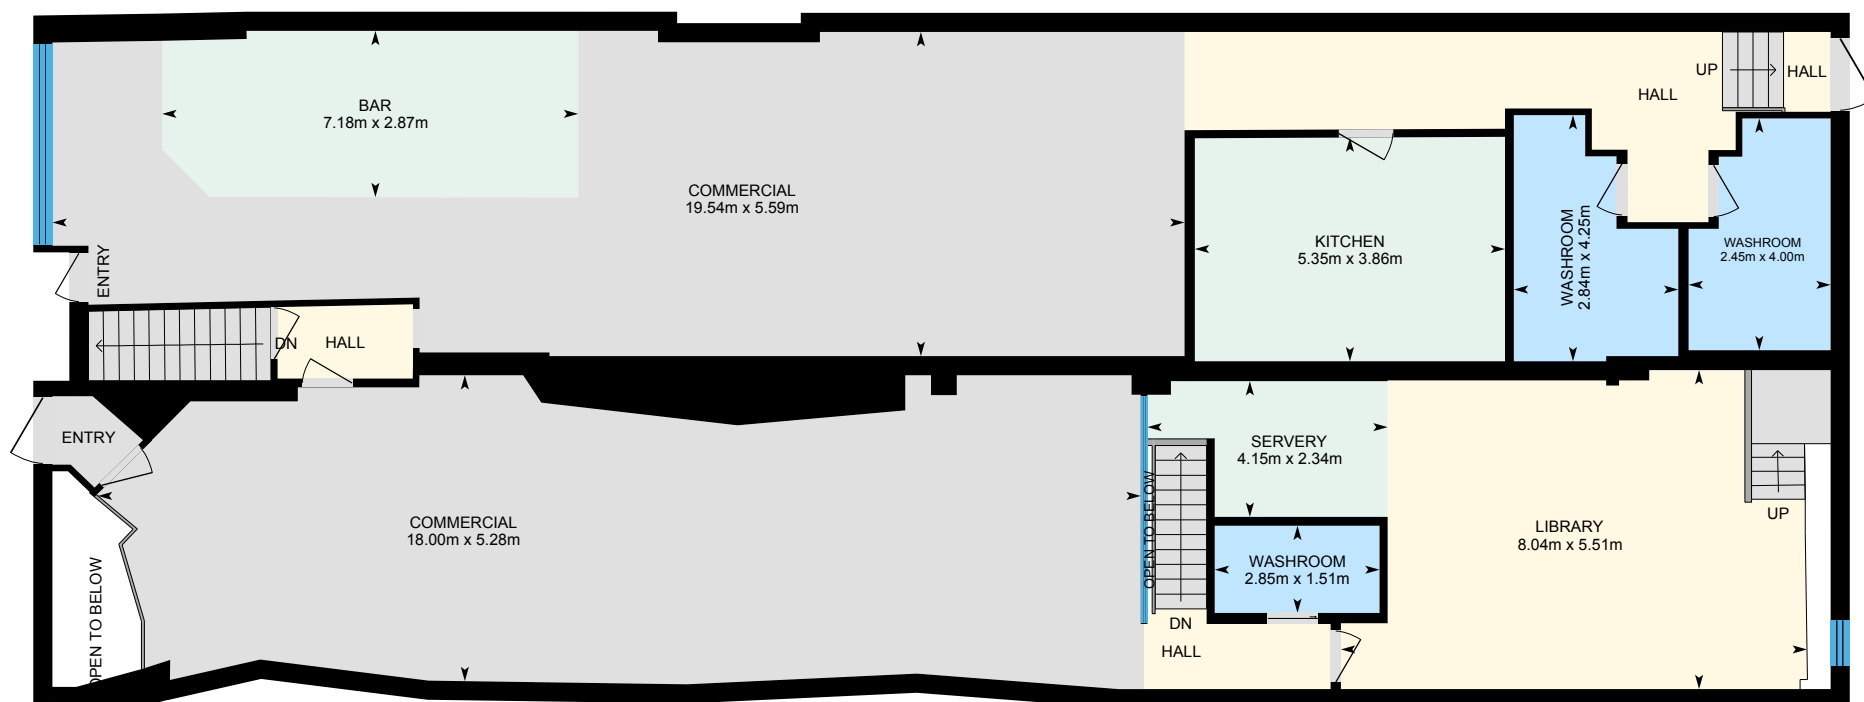 BAR
7.18m x 2.87m
COMMERCIAL
19.54m x 5.59m
ENTRY
DN
HALL
UP
HALL
HALL
KITCHEN
5.35m x 3.86m
WASHROOM
2.84m x 4.25m
WASHROOM
2.45m x 4.00m
ENTRY
OPEN TO BELOW
COMMERCIAL
18.00m x 5.28m
OPEN TO BELOW
SERVERY
4.15m x 2.34m
WASHROOM
2.85m x 1.51m
DN
HALL
LIBRARY
8.04m x 5.51m
UP